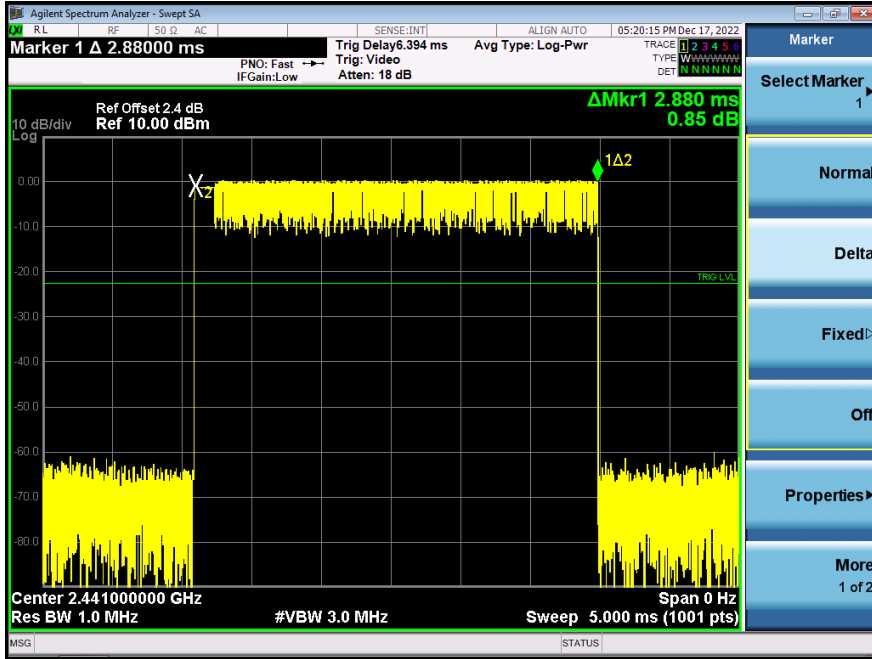 Agilent Spectrum Analyzer - Swept SA
LXI RL RF 50 Ω AC SENSE:INT ALIGN AUTO 05:20:15 PM Dec 17, 2022
Marker 1 Δ 2.88000 ms
Trig Delay6.394 ms Avg Type: Log-Pwr
TRACE 1 2 3 4 5 6
PNO: Fast Trig: Video
TYPE WWWWWW
IFGain:Low Atten: 18 dB
DET N N N N N N
Ref Offset 2.4 dB
ΔMkr1 2.880 ms
10 dB/div Ref 10.00 dBm
0.85 dB
Log
1Δ2
0.00
X2
-10.0
-20.0
TRIG LVL
-30.0
-40.0
-50.0
-60.0
-70.0
-80.0
Center 2.441000000 GHz Span 0 Hz
Res BW 1.0 MHz #VBW 3.0 MHz Sweep 5.000 ms (1001 pts)
MSG STATUS
Marker
Select Marker
1
Normal
Delta
Fixed
Off
Properties
More
1 of 2